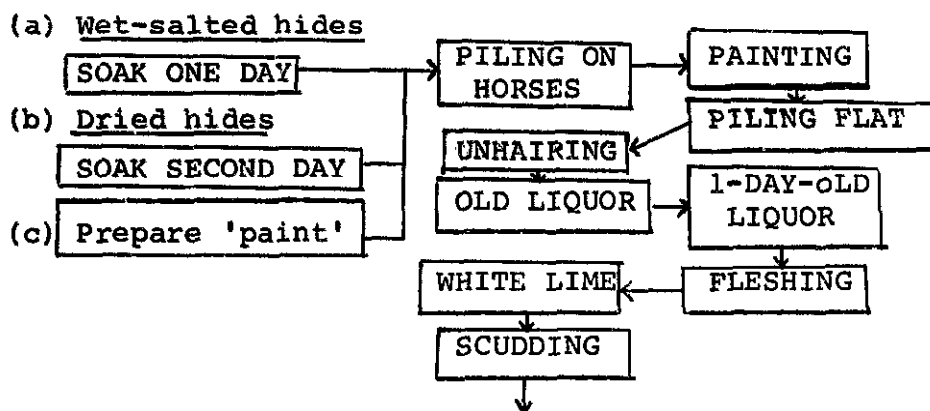 (a) Wet-salted hides
SOAK ONE DAY
(b) Dried hides
SOAK SECOND DAY
(c) Prepare 'paint'
PILING ON
HORSES
PAINTING
PILING FLAT
UNHAIRING
OLD LIQUOR
1-DAY-OLD
LIQUOR
FLESHING
WHITE LIME
SCUDDING